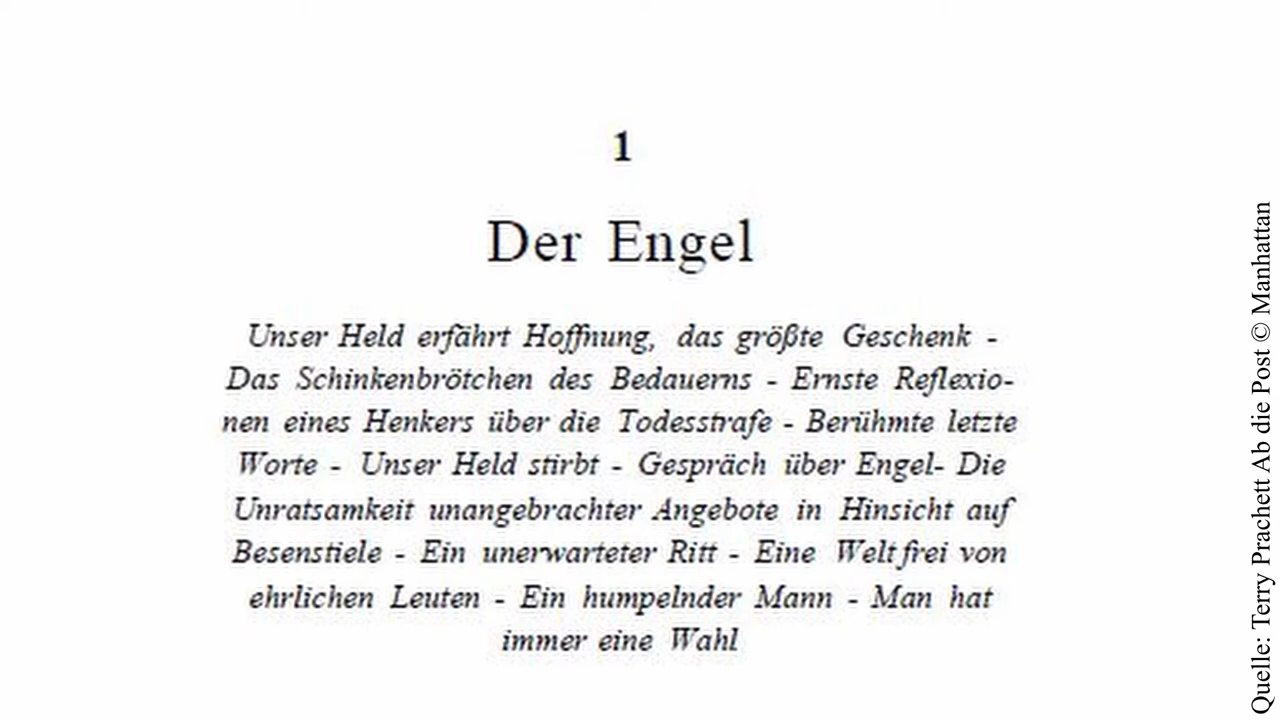 1
Der Engel
Unser Held erfährt Hoffnung, das größte Geschenk -
Das Schinkenbrötchen des Bedauerns - Ernste Reflexio-
nen eines Henkers über die Todesstrafe - Berühmte letzte
Worte - Unser Held stirbt - Gespräch über Engel- Die
Unratsamkeit unangebrachter Angebote in Hinsicht auf
Besenstiele - Ein unerwarteter Ritt - Eine Welt frei von
ehrlichen Leuten - Ein humpelnder Mann - Man hat
immer eine Wahl
Quelle: Terry Prachett Ab die Post © Manhattan